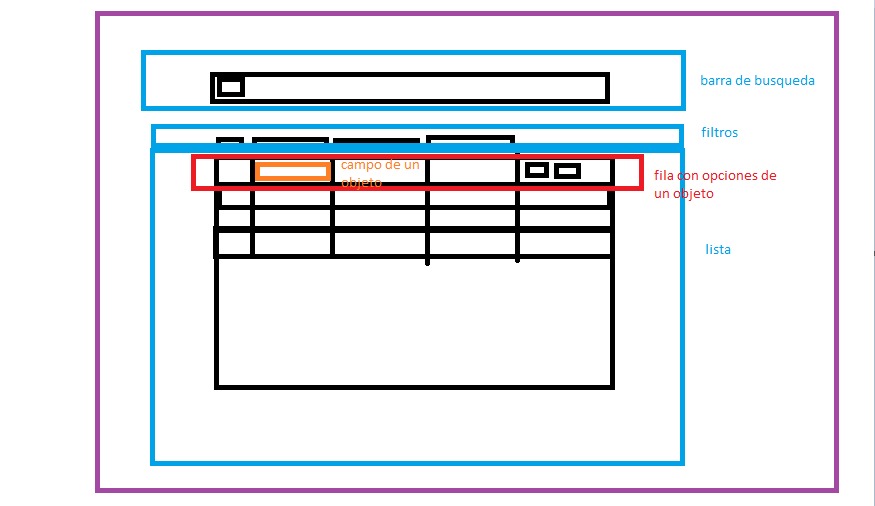 barra de busqueda
filtros
campo de un
objeto
fila con opciones de
un objeto
lista